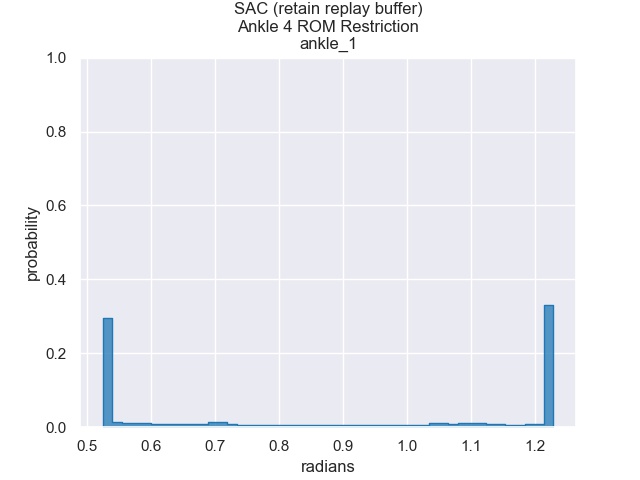 SAC (retain replay buffer)
Ankle 4 ROM Restriction
ankle_1
1.0
0.8
0.6
0.4
0.2
0.0
probability
0.5 0.6 0.7 0.8 0.9 1.0 1.1 1.2
radians